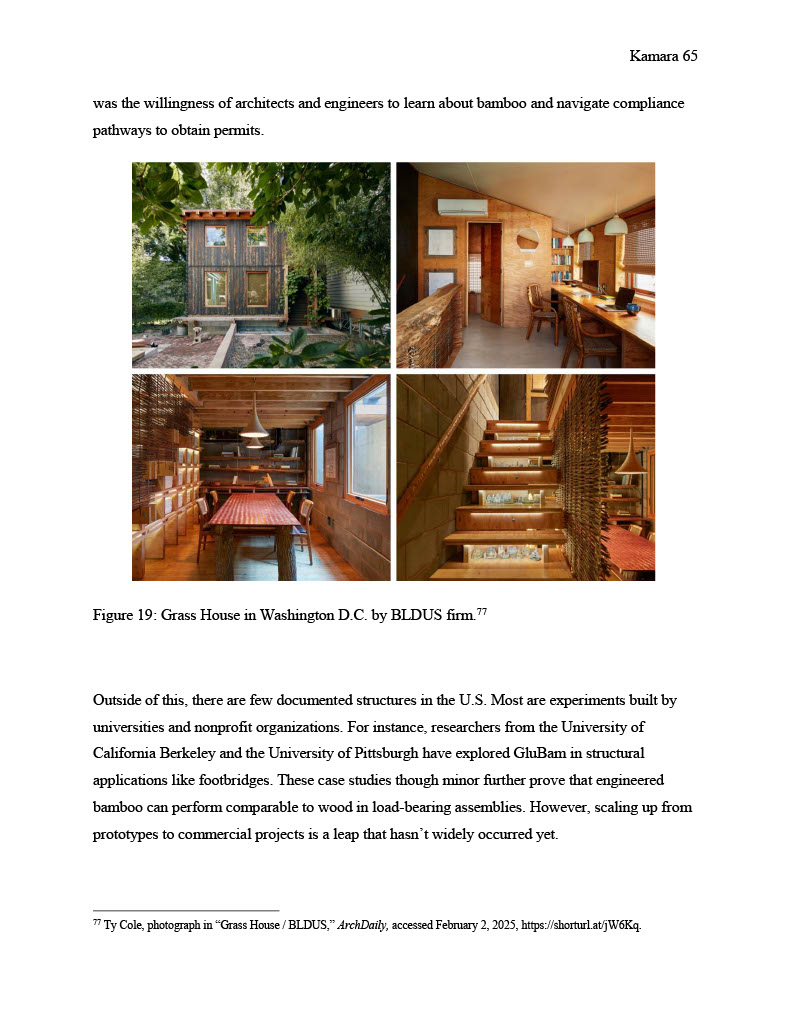 Kamara 65
was the willingness of architects and engineers to learn about bamboo and navigate compliance
pathways to obtain permits.
Figure 19: Grass House in Washington D.C. by BLDUS firm.77
Outside of this, there are few documented structures in the U.S. Most are experiments built by
universities and nonprofit organizations. For instance, researchers from the University of
California Berkeley and the University of Pittsburgh have explored GluBam in structural
applications like footbridges. These case studies though minor further prove that engineered
bamboo can perform comparable to wood in load-bearing assemblies. However, scaling up from
prototypes to commercial projects is a leap that hasn’t widely occurred yet.
77 Ty Cole, photograph in “Grass House / BLDUS,” ArchDaily, accessed February 2, 2025, https://shorturl.at/jW6Kq.